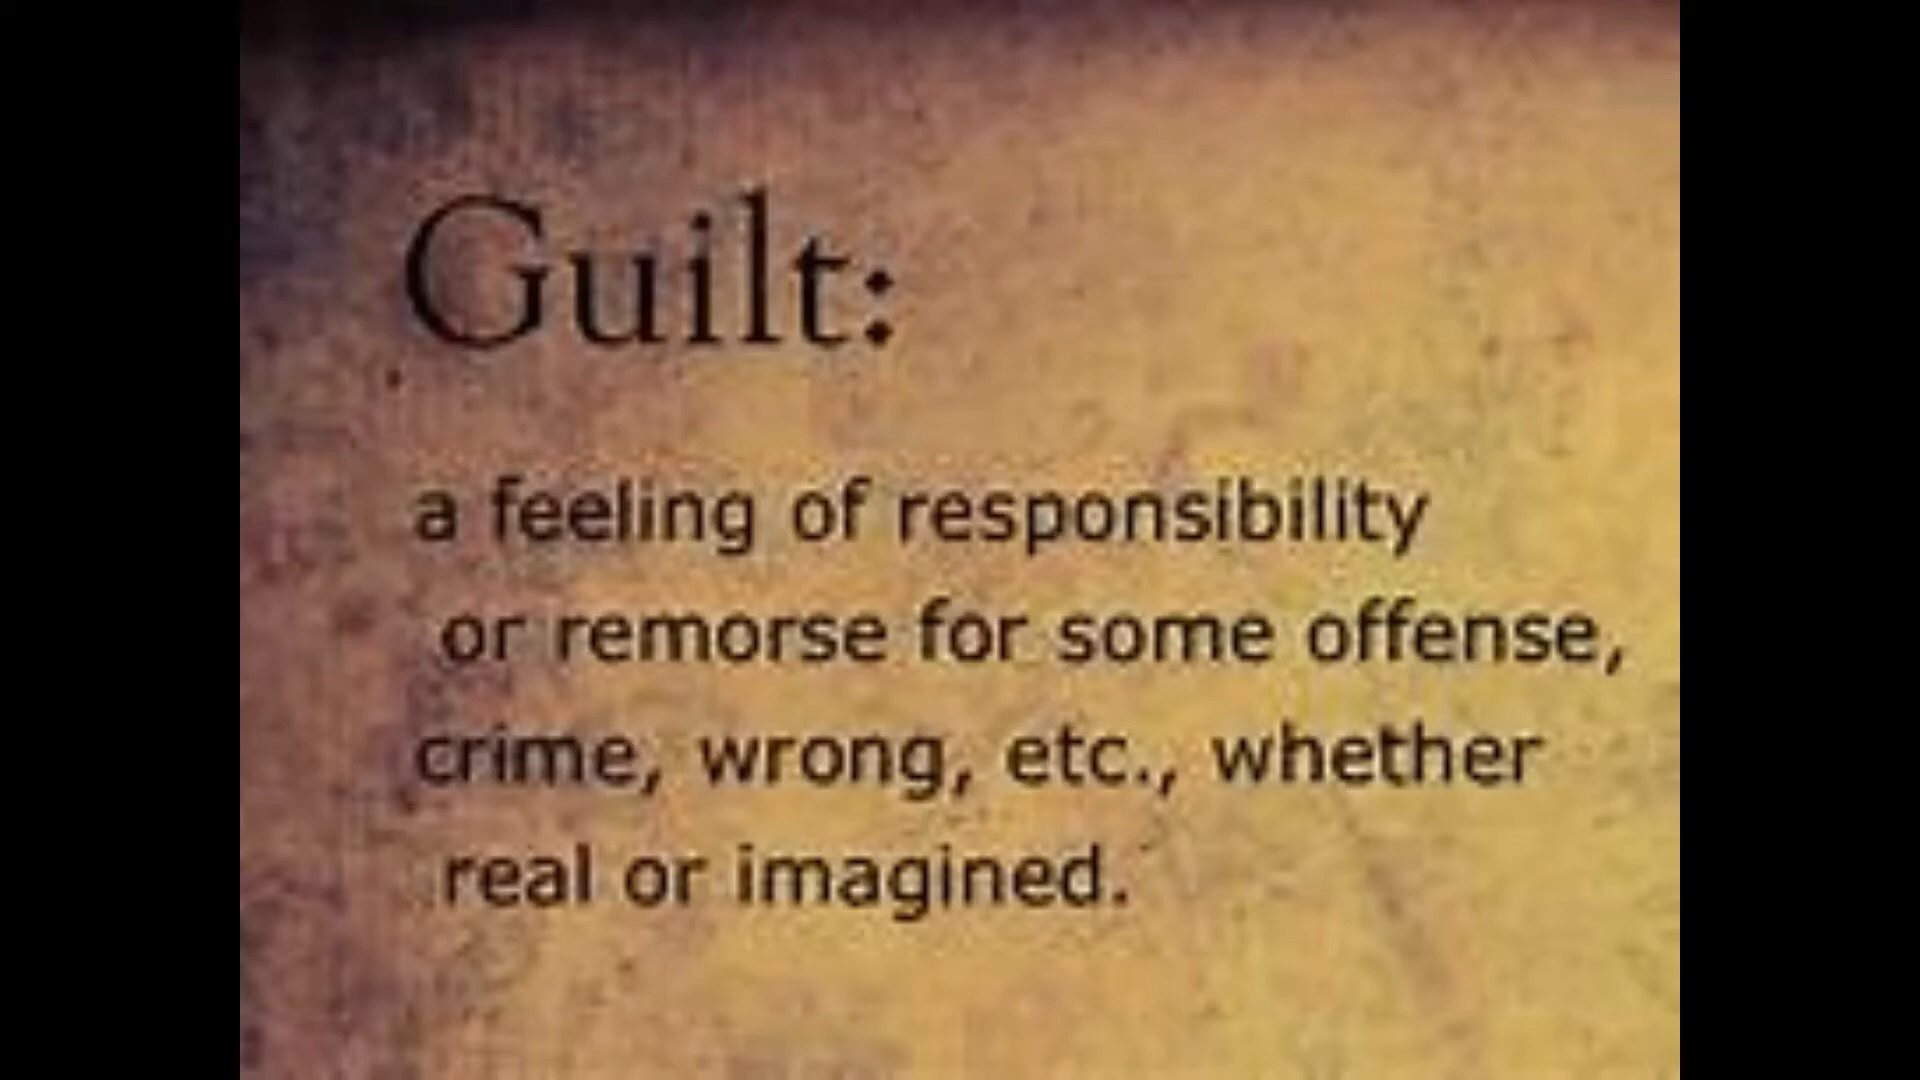 Guilt:
a feeling of responsibility
or remorse for some offense,
crime, wrong, etc., whether
real or imagined.